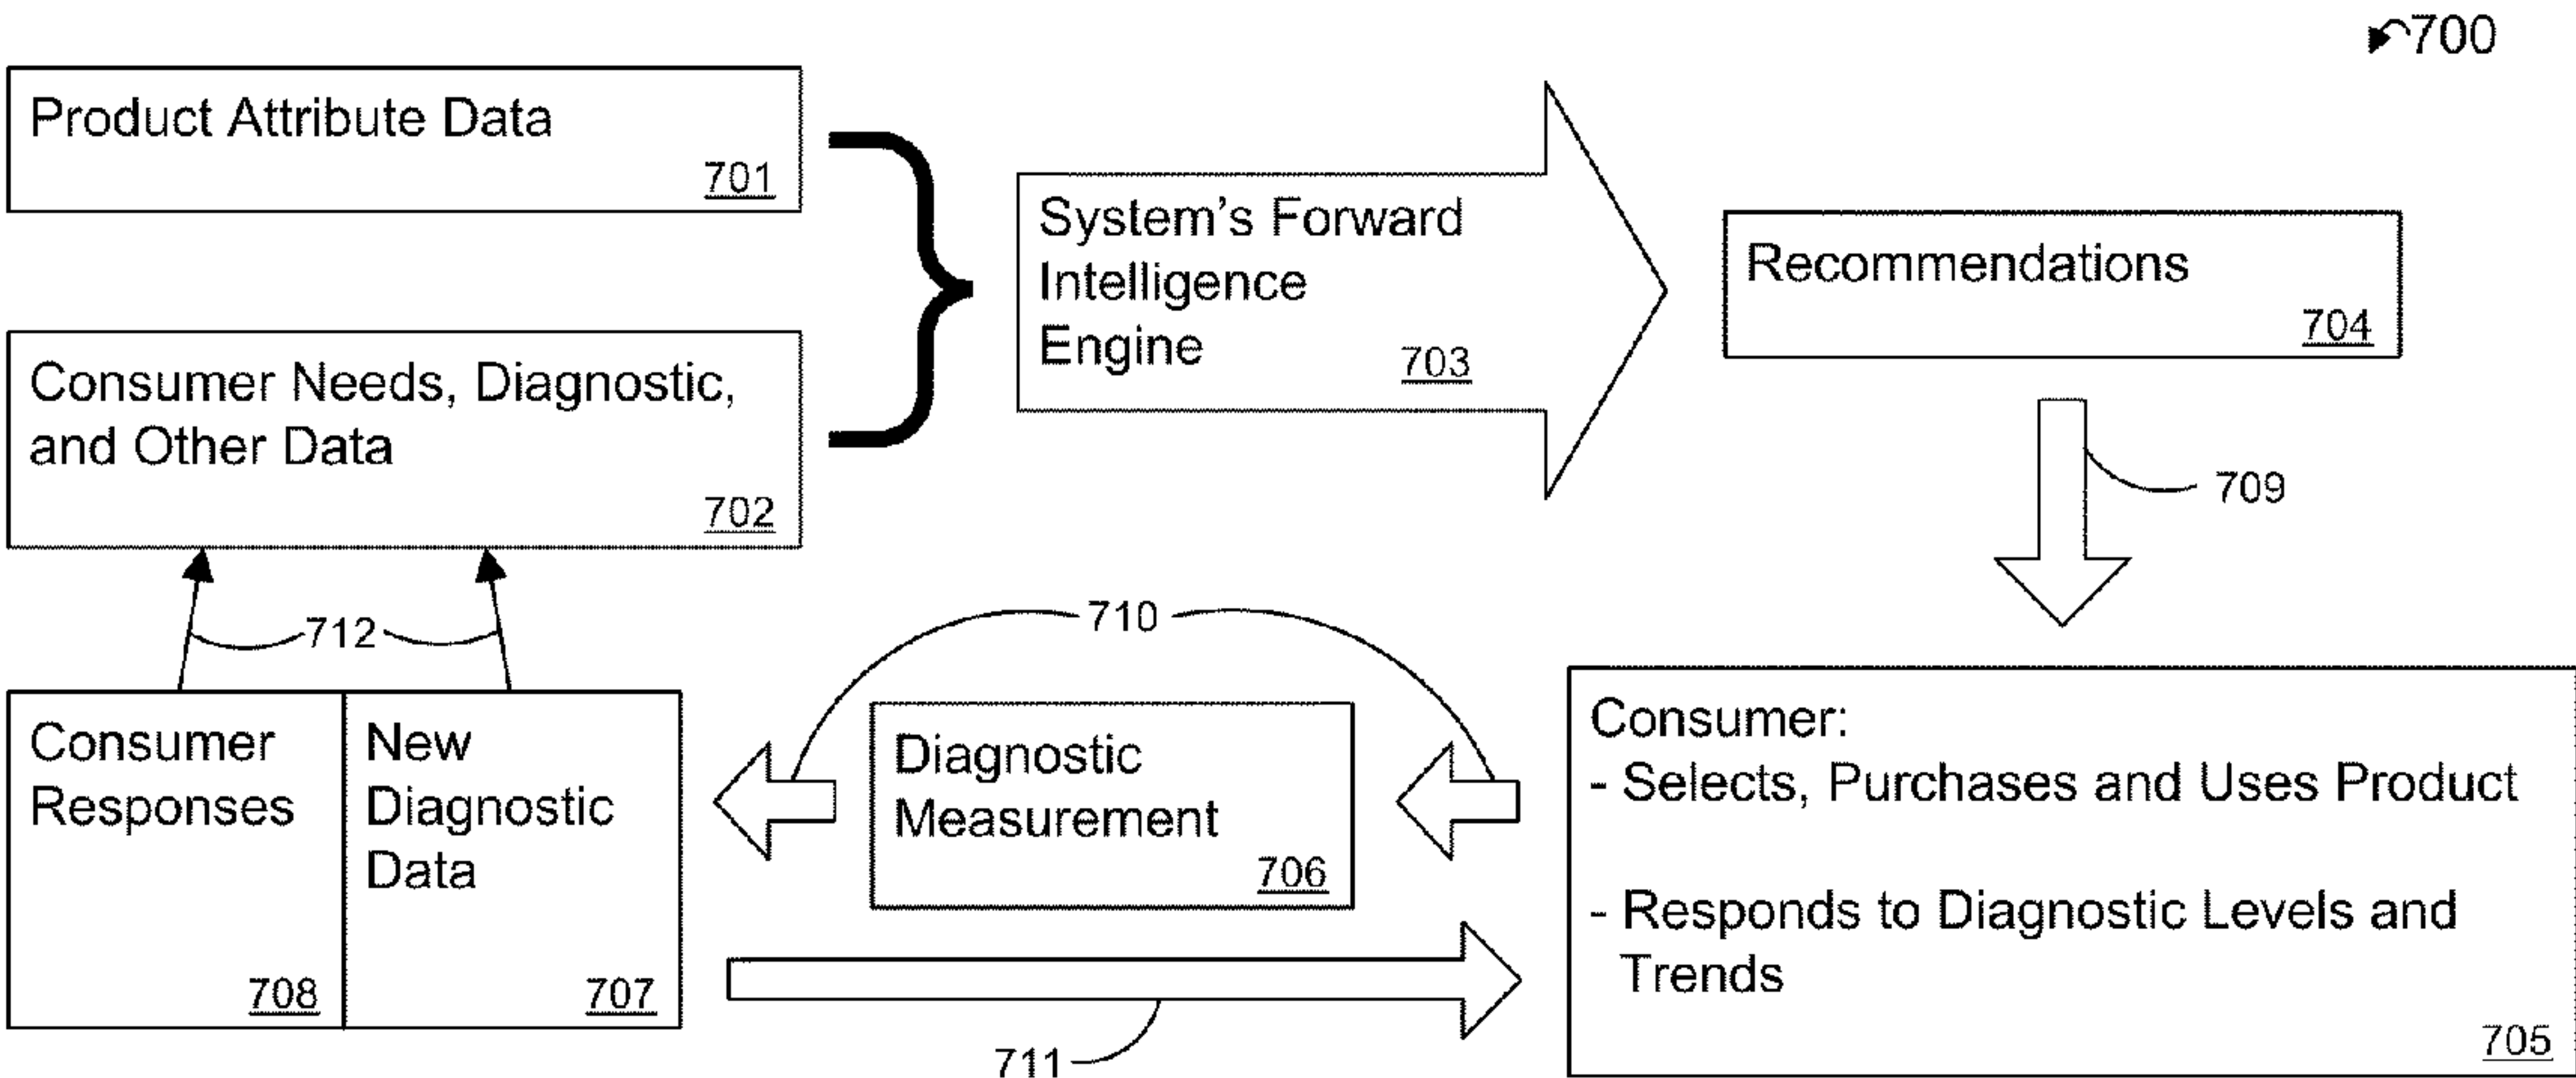 700
Product Attribute Data
701
Consumer Needs, Diagnostic,
and Other Data
702
System's Forward
Intelligence
Engine
703
Recommendations
704
709
712
710
Consumer
Responses
708
New
Diagnostic
Data
707
Diagnostic
Measurement
706
711
Consumer:
- Selects, Purchases and Uses Product
- Responds to Diagnostic Levels and
Trends
705